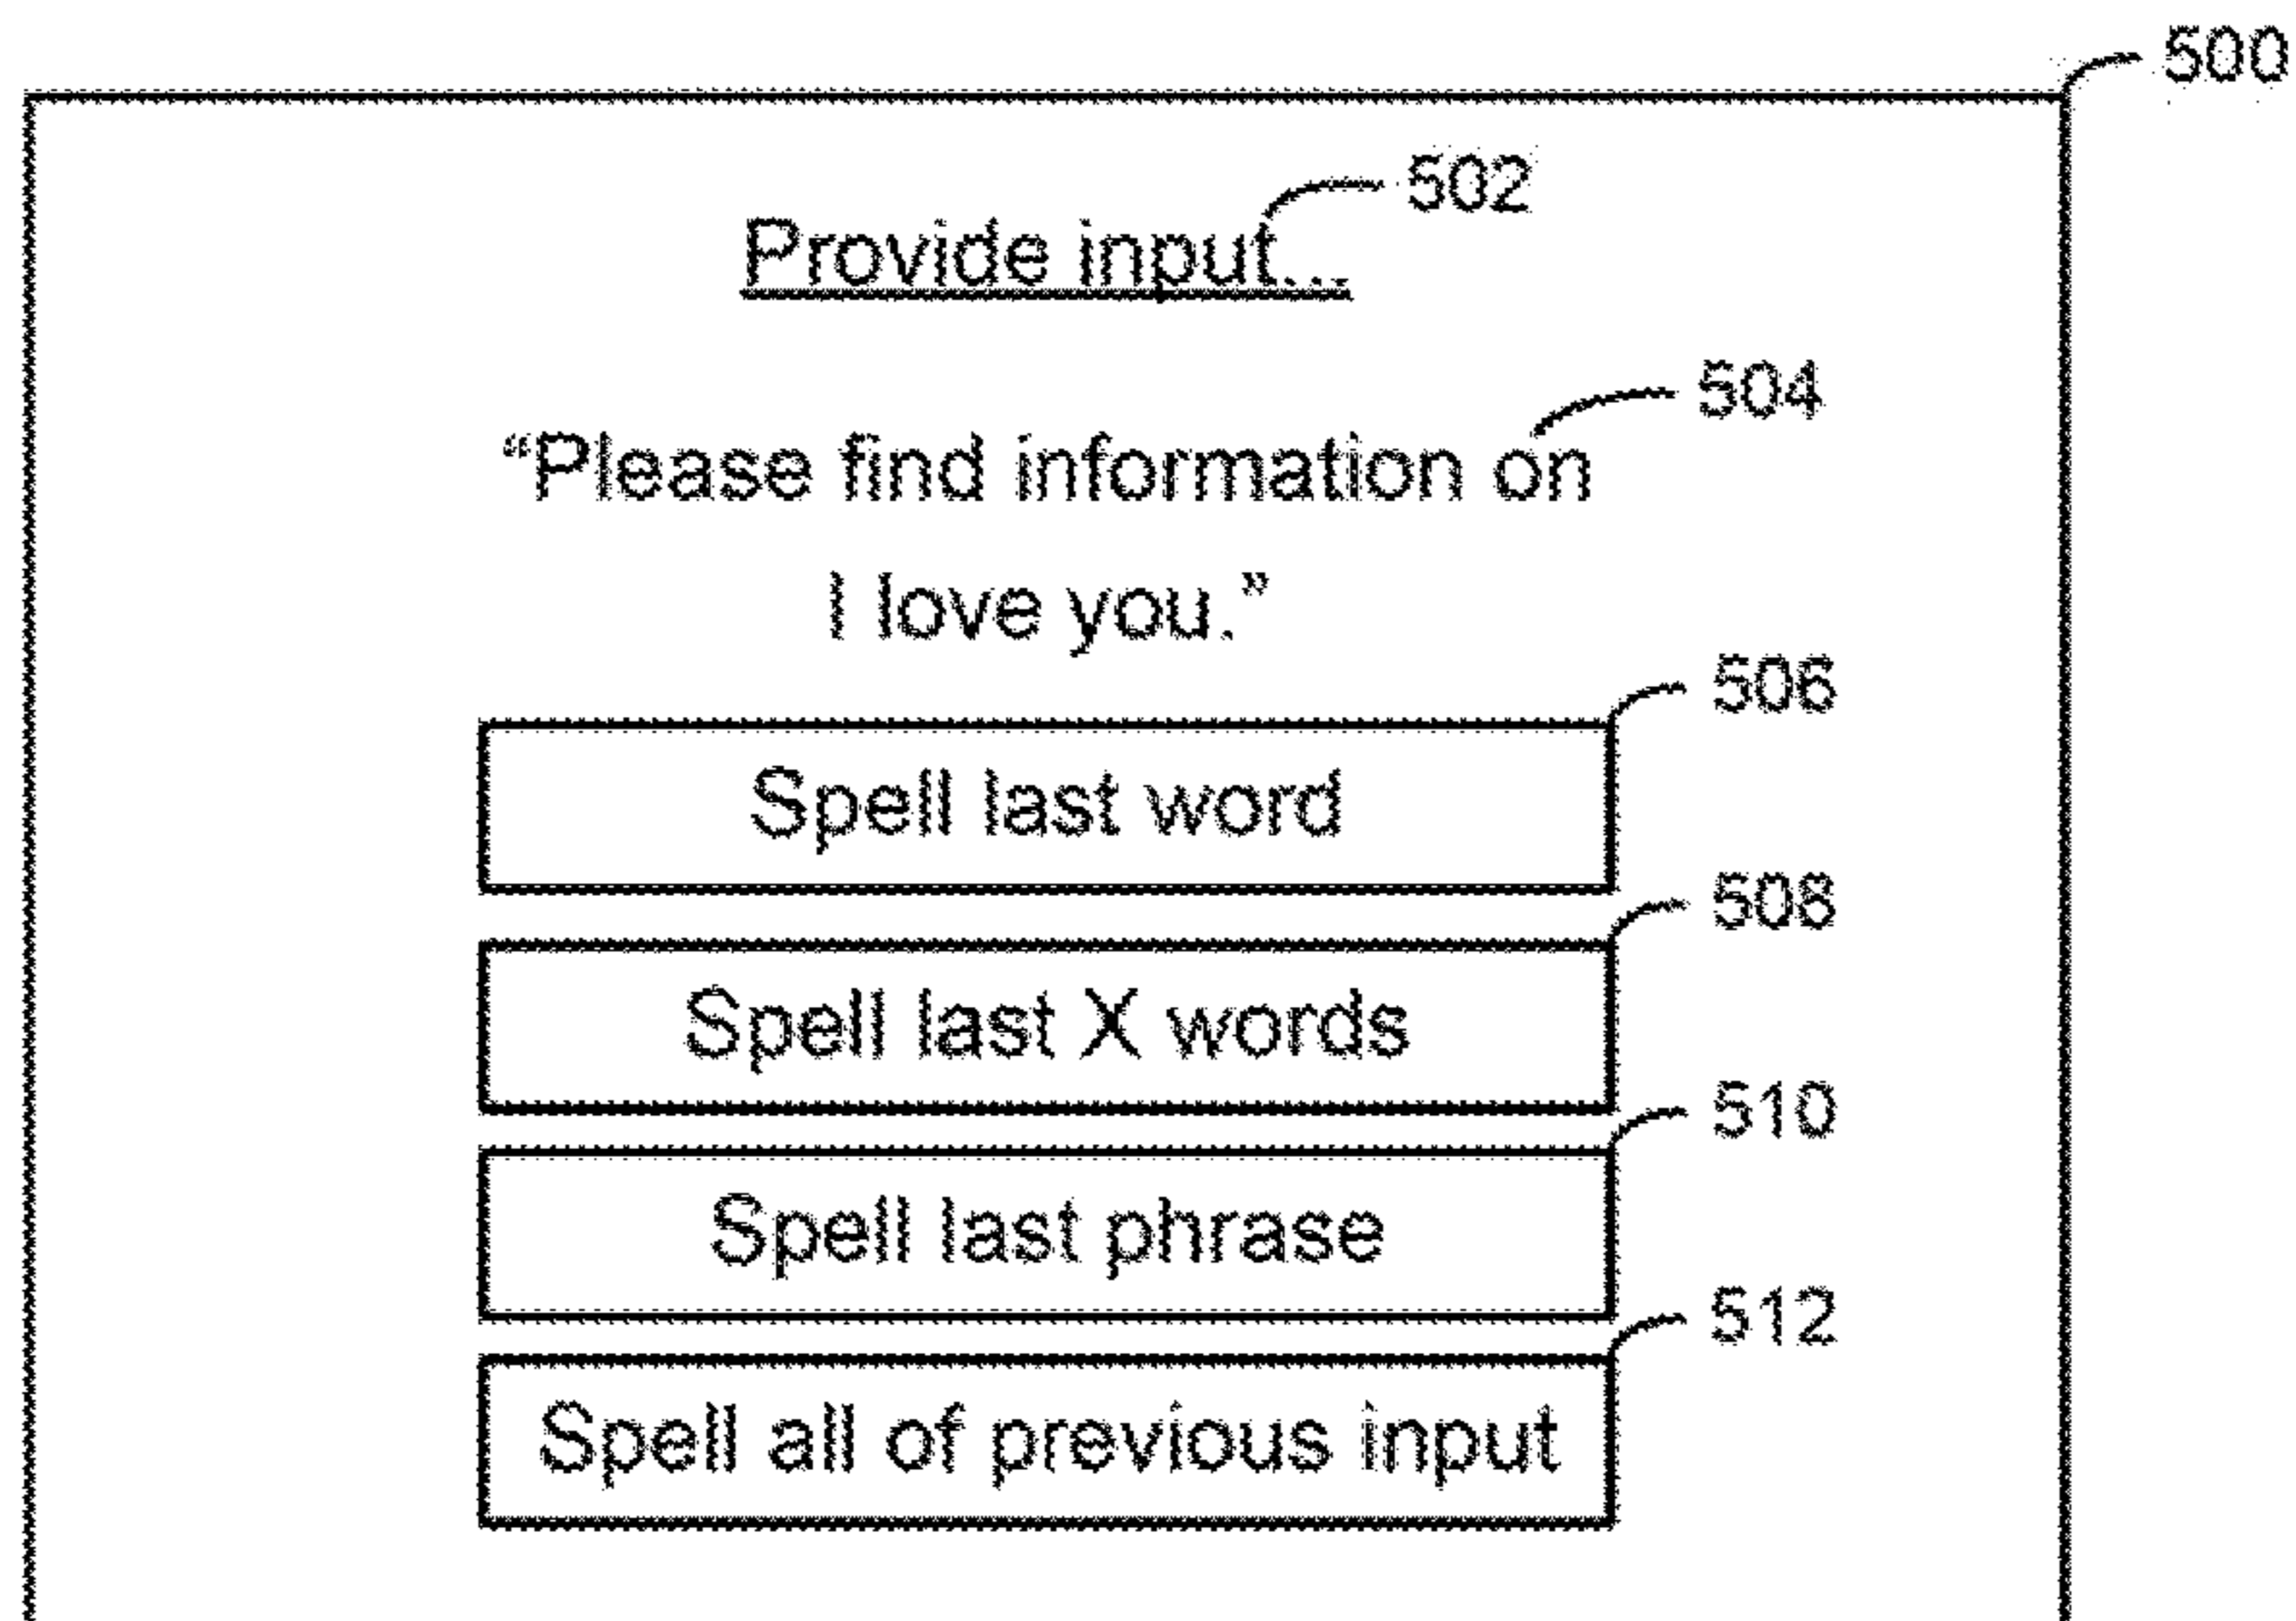 500
502
Provide input...
504
“Please find information on
I love you.”
506
Spell last word
508
Spell last X words
510
Spell last phrase
512
Spell all of previous input